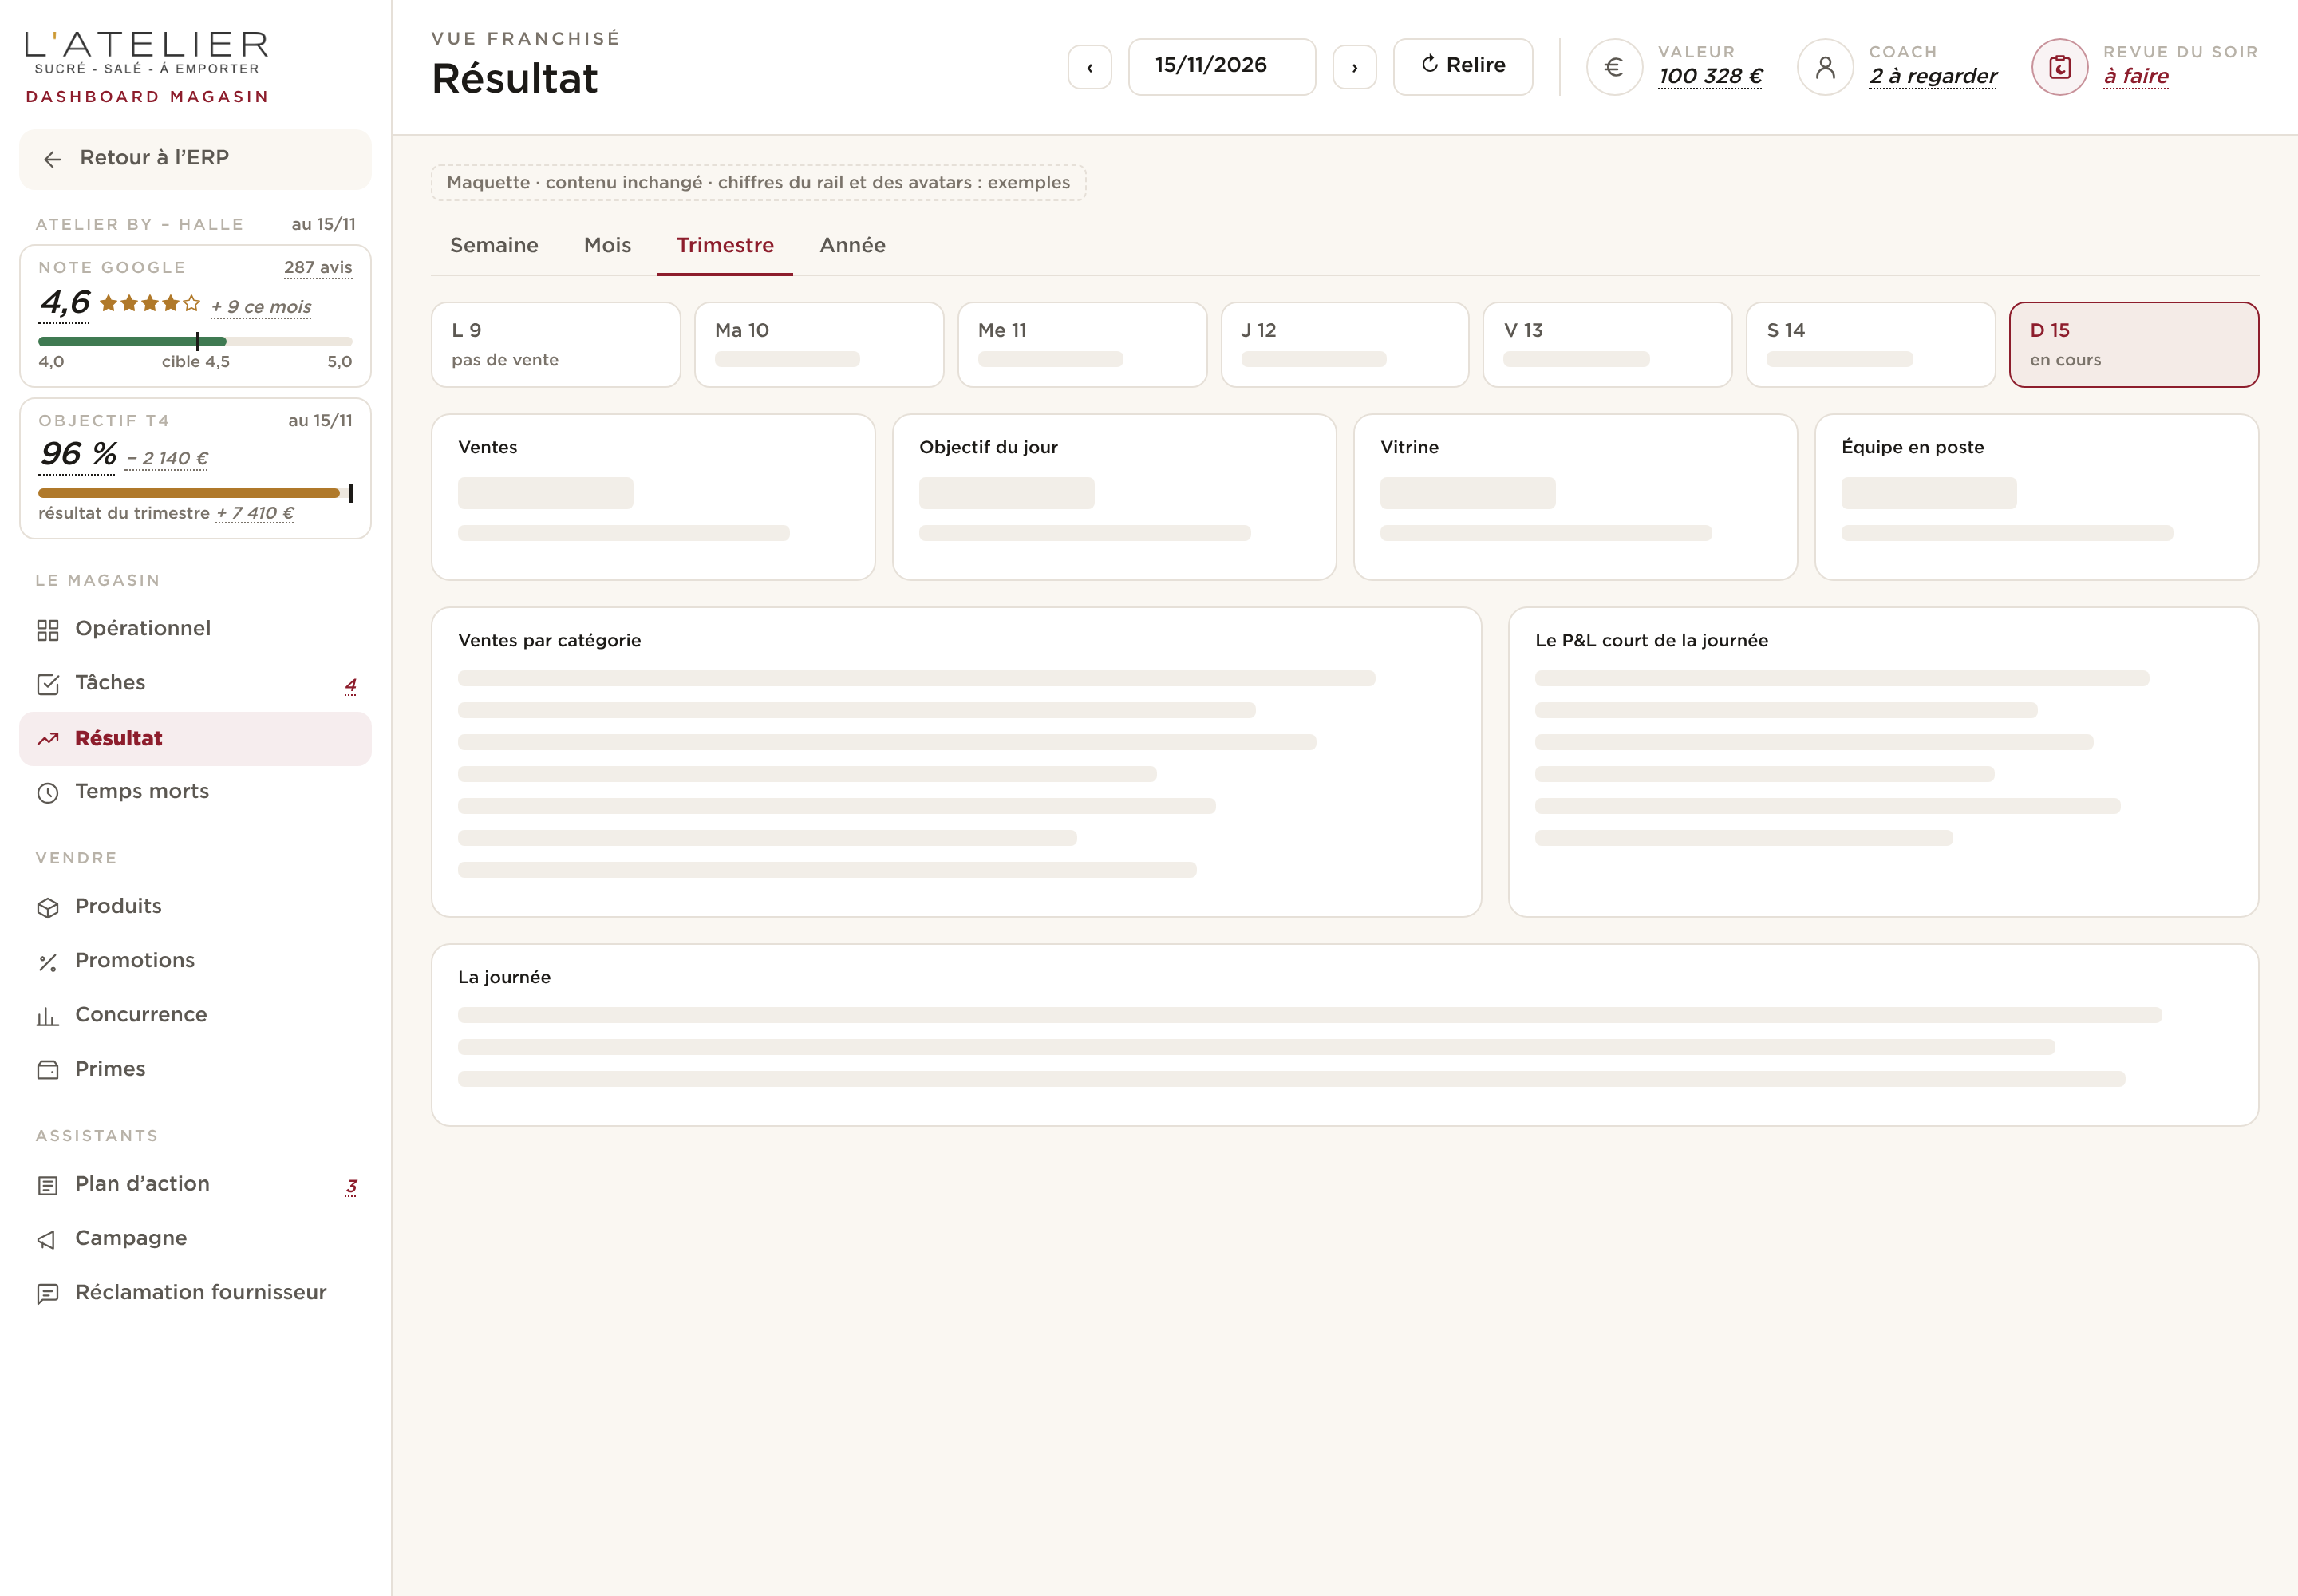 L'ATELIER
SUCRÉ - SALÉ - À EMPORTER
DASHBOARD MAGASIN
Retour à l’ERP
ATELIER BY – HALLE au 15/11
NOTE GOOGLE 287 avis
4,6 + 9 ce mois
4,0 cible 4,5 5,0
OBJECTIF T4 au 15/11
96 % − 2 140 €
résultat du trimestre + 7 410 €
LE MAGASIN
Opérationnel
Tâches 4
Résultat
Temps morts
VENDRE
Produits
Promotions
Concurrence
Primes
ASSISTANTS
Plan d’action 3
Campagne
Réclamation fournisseur
VUE FRANCHISÉ
Résultat
‹ 15/11/2026 › Relire
VALEUR
100 328 €
COACH
2 à regarder
REVUE DU SOIR
à faire
Maquette · contenu inchangé · chiffres du rail et des avatars : exemples
Semaine Mois Trimestre Année
L 9
pas de vente
Ma 10
Me 11
J 12
V 13
S 14
D 15
en cours
Ventes
Objectif du jour
Vitrine
Équipe en poste
Ventes par catégorie
Le P&L court de la journée
La journée